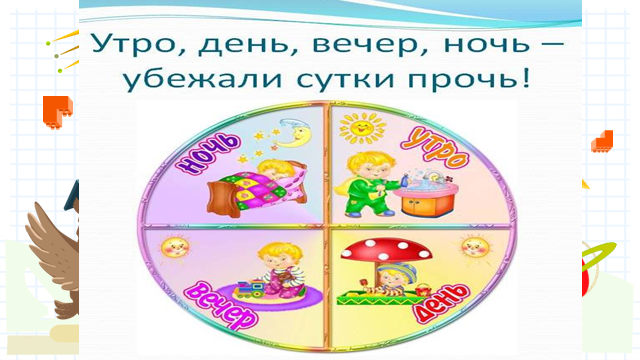 Утро, день, вечер, ночь –
убежали сутки прочь!
ночь
утро
вечер
день